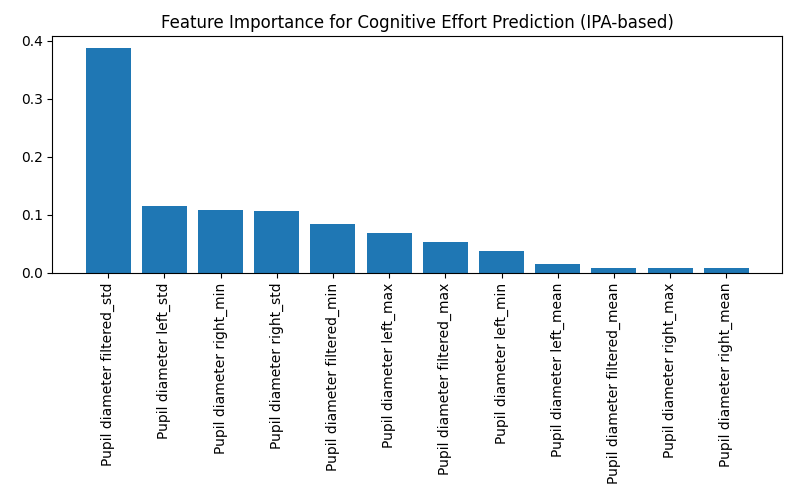 Feature Importance for Cognitive Effort Prediction (IPA-based)
0.4
0.3
0.2
0.1
0.0
Pupil diameter filtered_std
Pupil diameter left_std
Pupil diameter right_min
Pupil diameter right_std
Pupil diameter filtered_min
Pupil diameter left_max
Pupil diameter filtered_max
Pupil diameter left_min
Pupil diameter left_mean
Pupil diameter filtered_mean
Pupil diameter right_max
Pupil diameter right_mean